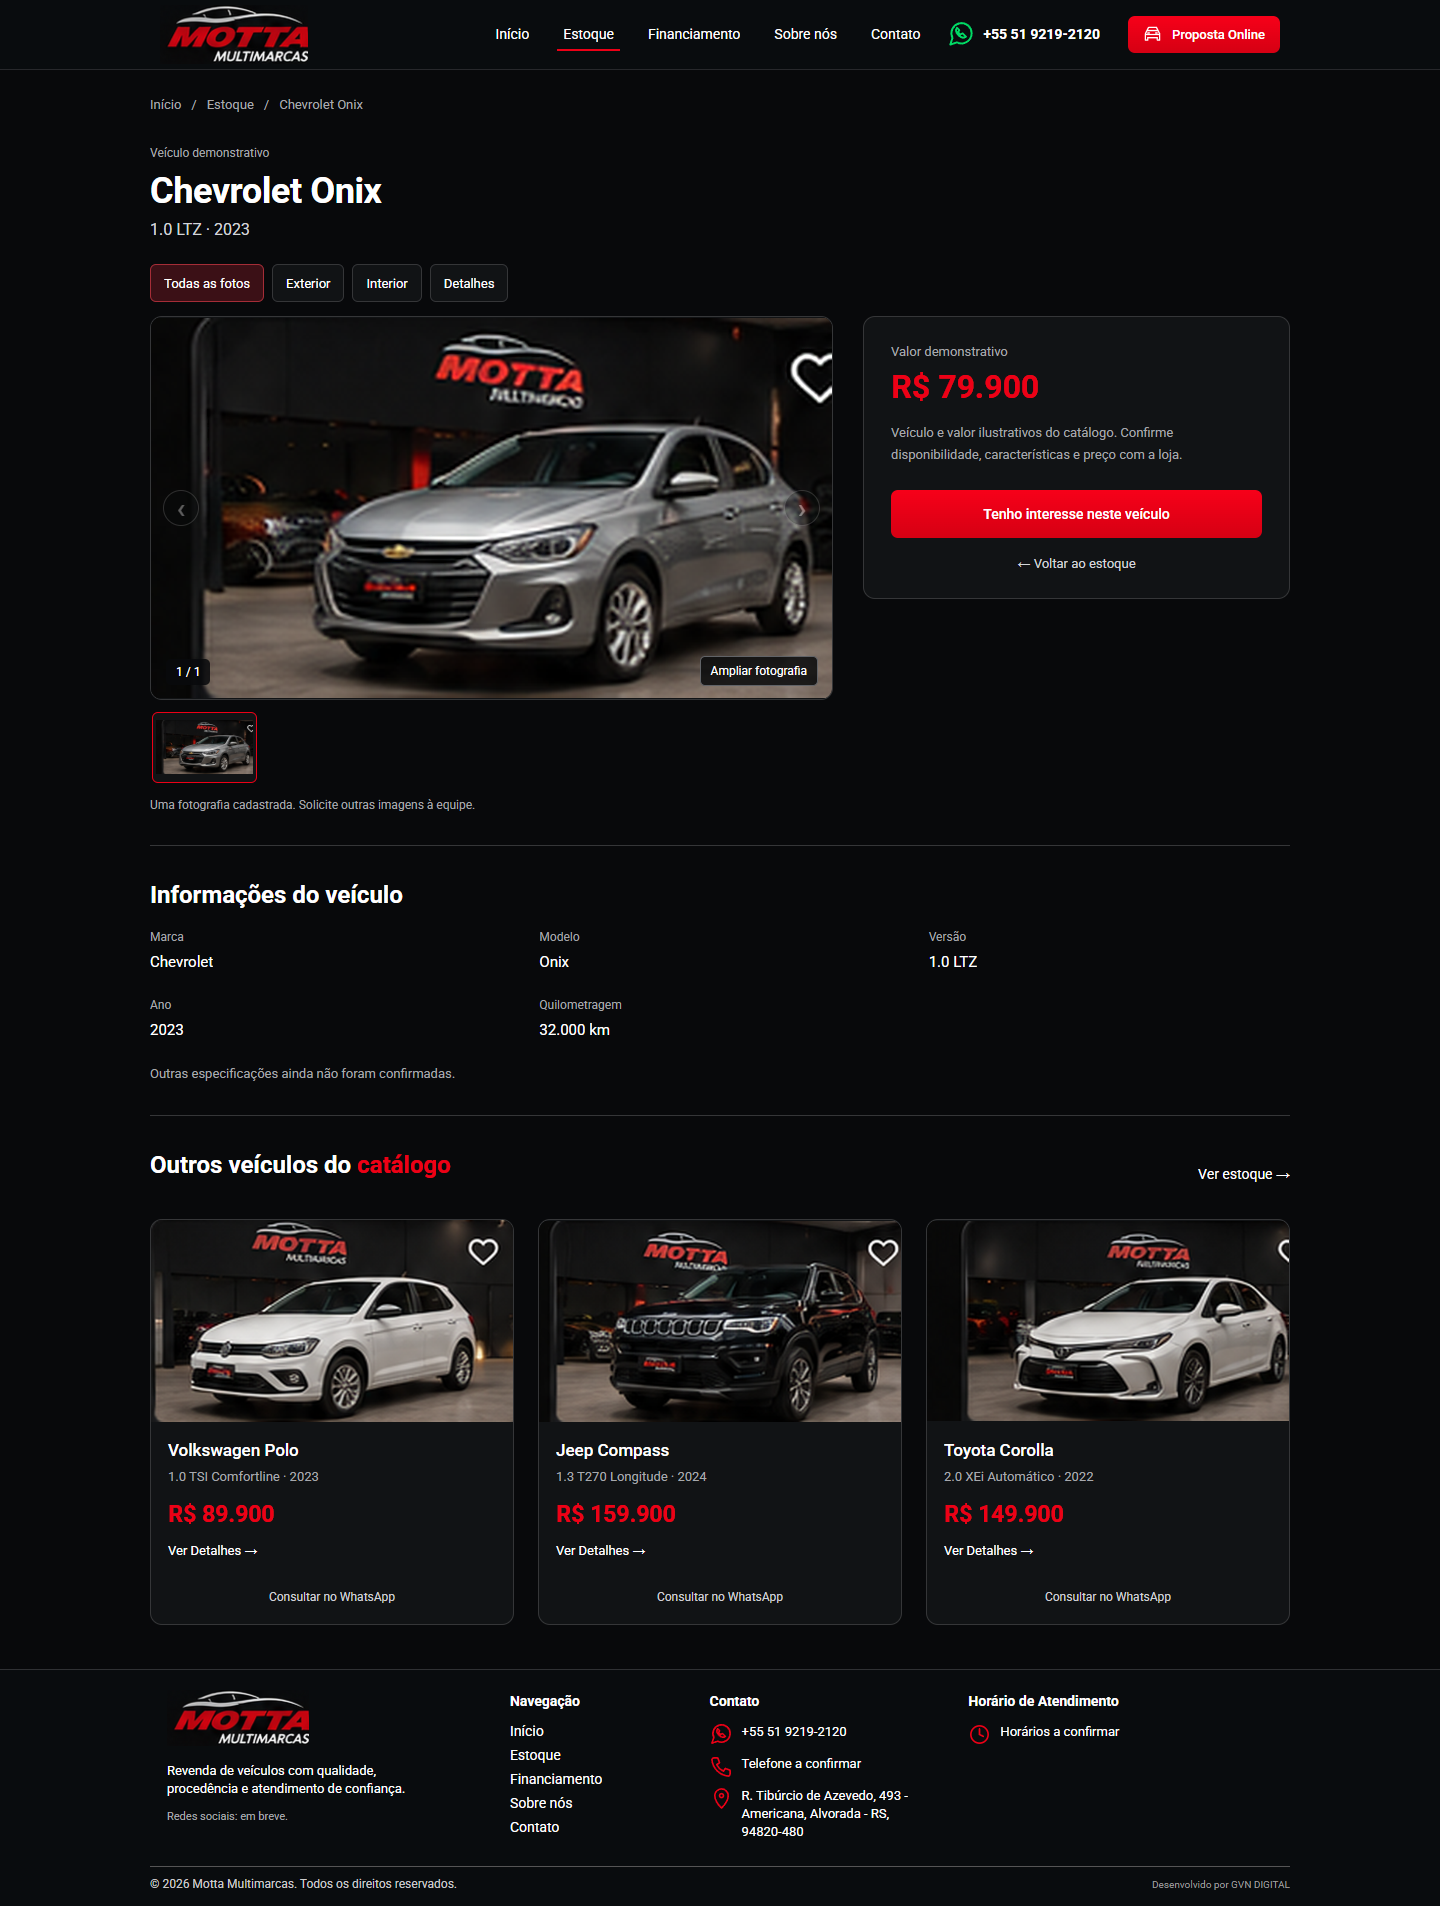 MOTTA
MULTIMARCAS
Início
Estoque
Financiamento
Sobre nós
Contato
+55 51 9219-2120
Proposta Online
Início / Estoque / Chevrolet Onix
Veículo demonstrativo
Chevrolet Onix
1.0 LTZ · 2023
Todas as fotos
Exterior
Interior
Detalhes
MOTTA
1 / 1
Ampliar fotografia
Valor demonstrativo
R$ 79.900
Veículo e valor ilustrativos do catálogo. Confirme
disponibilidade, características e preço com a loja.
Tenho interesse neste veículo
← Voltar ao estoque
MOTTA
Uma fotografia cadastrada. Solicite outras imagens à equipe.
Informações do veículo
Marca
Chevrolet
Modelo
Onix
Versão
1.0 LTZ
Ano
2023
Quilometragem
32.000 km
Outras especificações ainda não foram confirmadas.
Outros veículos do catálogo
Ver estoque →
MOTTA
Volkswagen Polo
1.0 TSI Comfortline · 2023
R$ 89.900
Ver Detalhes →
Consultar no WhatsApp
MOTTA
Jeep Compass
1.3 T270 Longitude · 2024
R$ 159.900
Ver Detalhes →
Consultar no WhatsApp
MOTTA
Toyota Corolla
2.0 XEi Automático · 2022
R$ 149.900
Ver Detalhes →
Consultar no WhatsApp
MOTTA
MULTIMARCAS
Revenda de veículos com qualidade,
procedência e atendimento de confiança.
Redes sociais: em breve.
Navegação
Início
Estoque
Financiamento
Sobre nós
Contato
Contato
+55 51 9219-2120
Telefone a confirmar
R. Tibúrcio de Azevedo, 493 -
Americana, Alvorada - RS,
94820-480
Horário de Atendimento
Horários a confirmar
© 2026 Motta Multimarcas. Todos os direitos reservados.
Desenvolvido por GVN DIGITAL